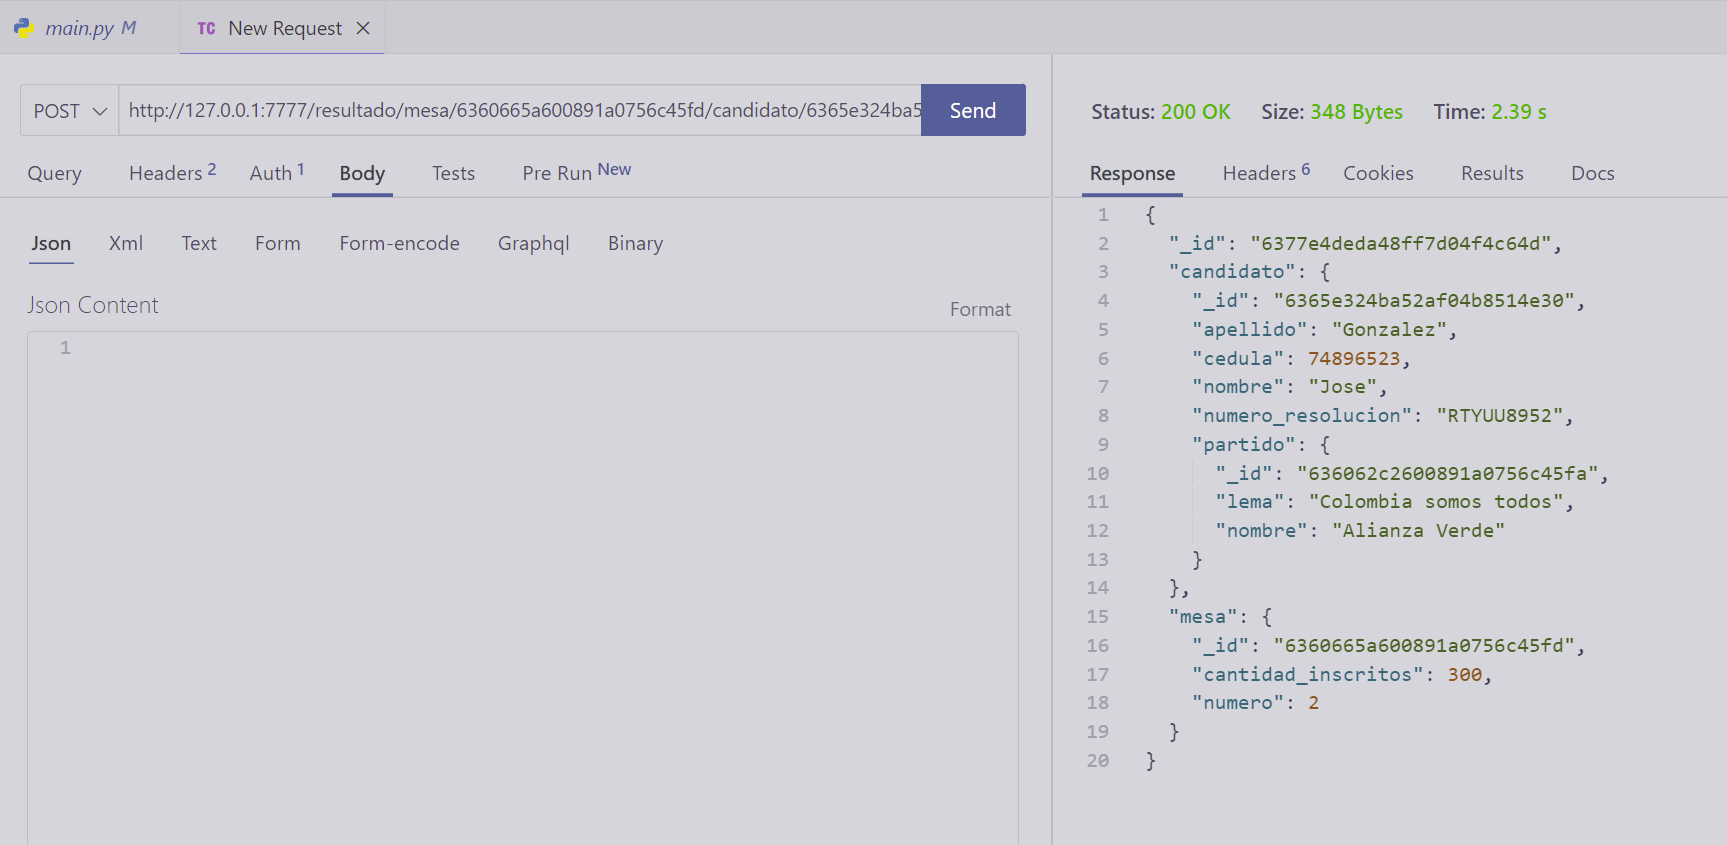 main.py M
TC New Request
POST http://127.0.0.1:7777/resultado/mesa/6360665a600891a0756c45fd/candidato/6365e324ba5 Send
Query Headers 2 Auth 1 Body Tests Pre Run New
Json Xml Text Form Form-encode Graphql Binary
Json Content Format
1
Status: 200 OK Size: 348 Bytes Time: 2.39 s
Response Headers 6 Cookies Results Docs
1 {
2 "_id": "6377e4deda48ff7d04f4c64d",
3 "candidato": {
4 "_id": "6365e324ba52af04b8514e30",
5 "apellido": "Gonzalez",
6 "cedula": 74896523,
7 "nombre": "Jose",
8 "numero_resolucion": "RTYUU8952",
9 "partido": {
10 "_id": "636062c2600891a0756c45fa",
11 "lema": "Colombia somos todos",
12 "nombre": "Alianza Verde"
13 }
14 },
15 "mesa": {
16 "_id": "6360665a600891a0756c45fd",
17 "cantidad_inscritos": 300,
18 "numero": 2
19 }
20 }